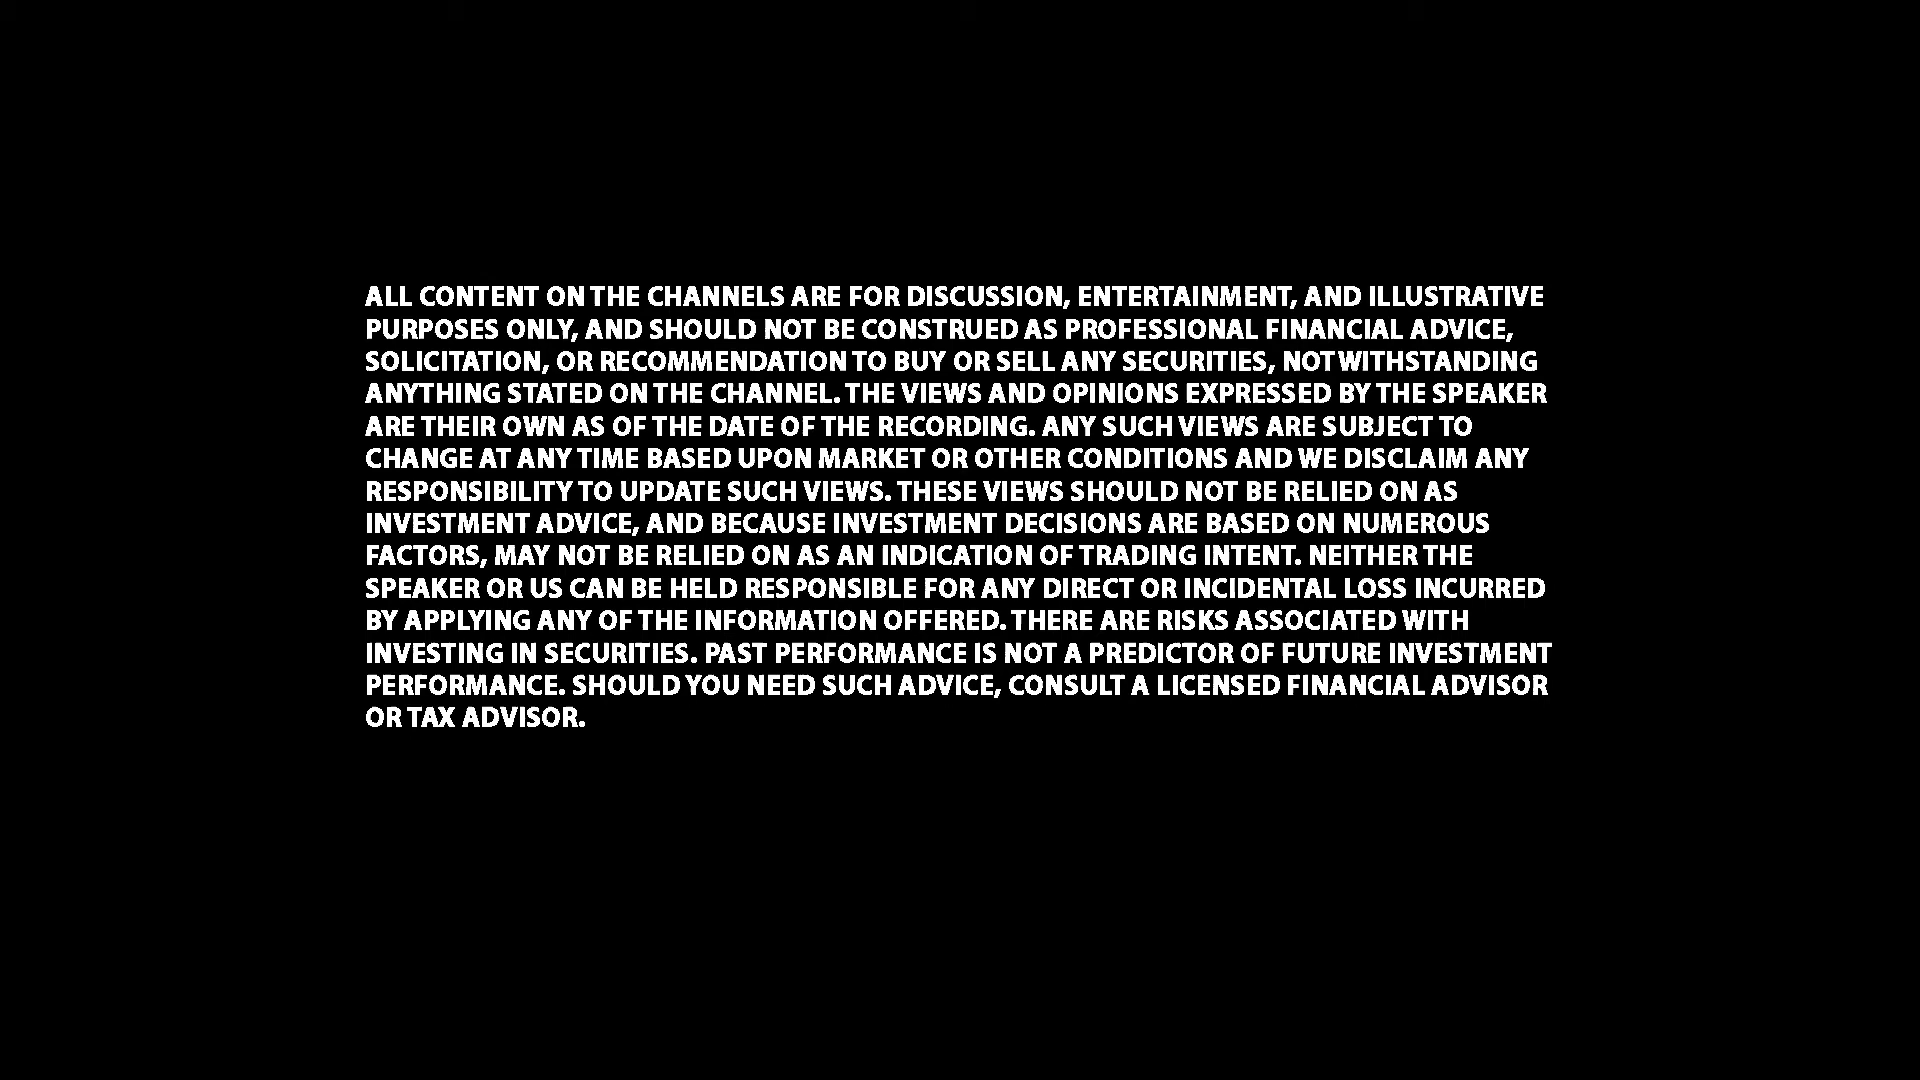 ALL CONTENT ON THE CHANNELS ARE FOR DISCUSSION, ENTERTAINMENT, AND ILLUSTRATIVE
PURPOSES ONLY, AND SHOULD NOT BE CONSTRUED AS PROFESSIONAL FINANCIAL ADVICE,
SOLICITATION, OR RECOMMENDATION TO BUY OR SELL ANY SECURITIES, NOTWITHSTANDING
ANYTHING STATED ON THE CHANNEL. THE VIEWS AND OPINIONS EXPRESSED BY THE SPEAKER
ARE THEIR OWN AS OF THE DATE OF THE RECORDING. ANY SUCH VIEWS ARE SUBJECT TO
CHANGE AT ANY TIME BASED UPON MARKET OR OTHER CONDITIONS AND WE DISCLAIM ANY
RESPONSIBILITY TO UPDATE SUCH VIEWS. THESE VIEWS SHOULD NOT BE RELIED ON AS
INVESTMENT ADVICE, AND BECAUSE INVESTMENT DECISIONS ARE BASED ON NUMEROUS
FACTORS, MAY NOT BE RELIED ON AS AN INDICATION OF TRADING INTENT. NEITHER THE
SPEAKER OR US CAN BE HELD RESPONSIBLE FOR ANY DIRECT OR INCIDENTAL LOSS INCURRED
BY APPLYING ANY OF THE INFORMATION OFFERED. THERE ARE RISKS ASSOCIATED WITH
INVESTING IN SECURITIES. PAST PERFORMANCE IS NOT A PREDICTOR OF FUTURE INVESTMENT
PERFORMANCE. SHOULD YOU NEED SUCH ADVICE, CONSULT A LICENSED FINANCIAL ADVISOR
OR TAX ADVISOR.